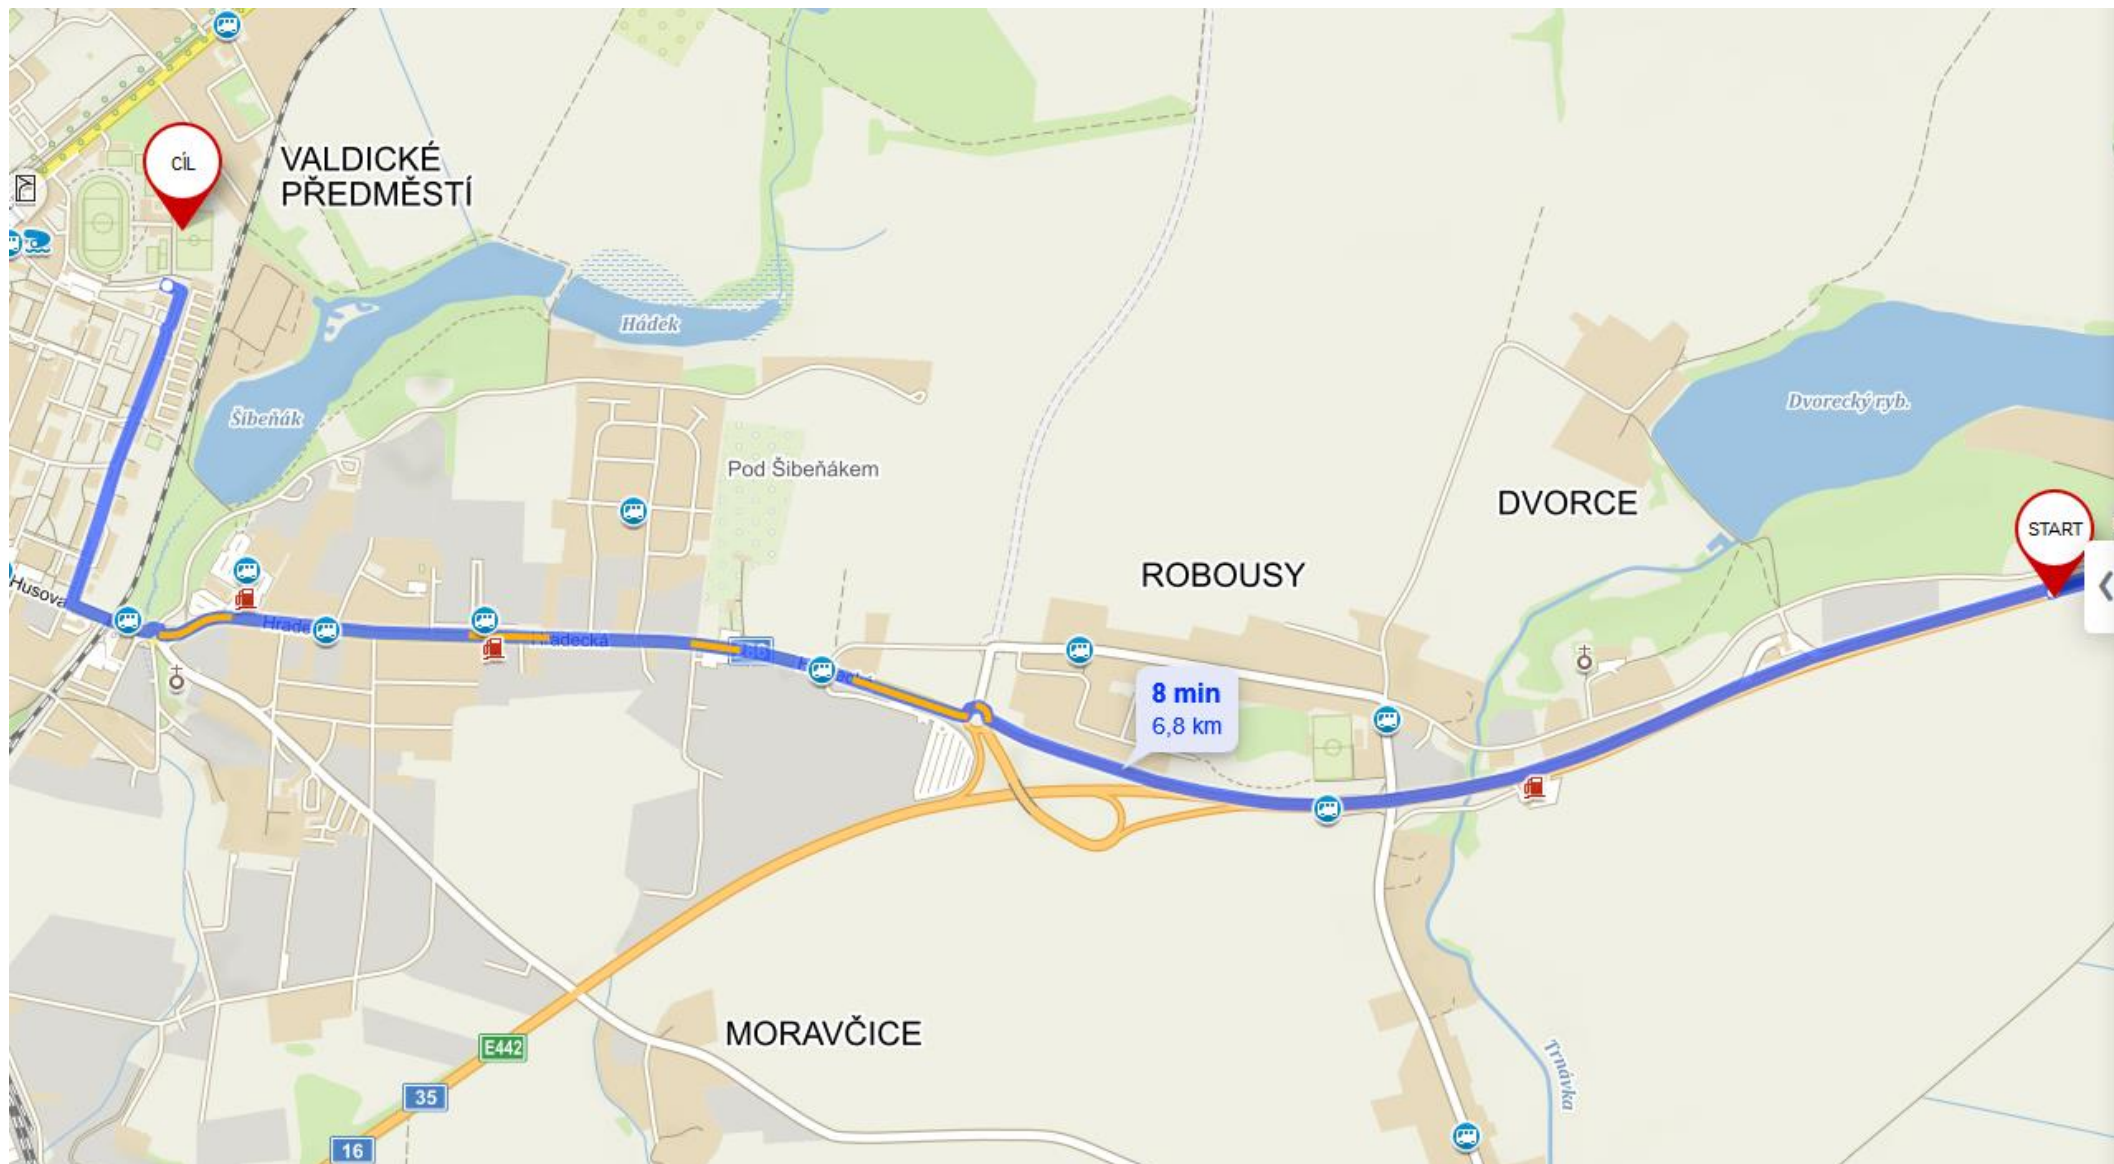 CÍL
VALDICKÉ
PŘEDMĚSTÍ
Hádek
Šibeňák
Dvorecký ryb.
Pod Šibeňákem
DVORCE
START
ROBOUSY
Husova
Hradecká
8 min
6,8 km
MORAVČICE
E442
35
16
Trnávka